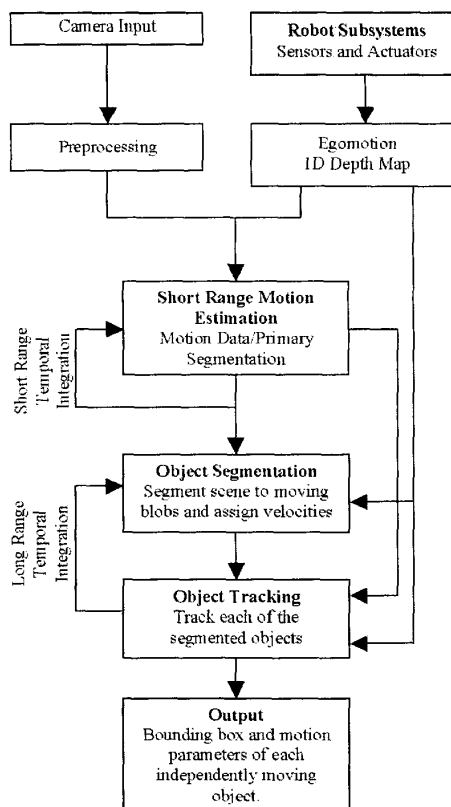 Camera Input
Robot Subsystems
Sensors and Actuators
Preprocessing
Egomotion
1D Depth Map
Short Range Motion
Estimation
Motion Data/Primary
Segmentation
Short Range
Temporal
Integration
Object Segmentation
Segment scene to moving
blobs and assign velocities
Long Range
Temporal
Integration
Object Tracking
Track each of the
segmented objects
Output
Bounding box and motion
parameters of each
independently moving
object.